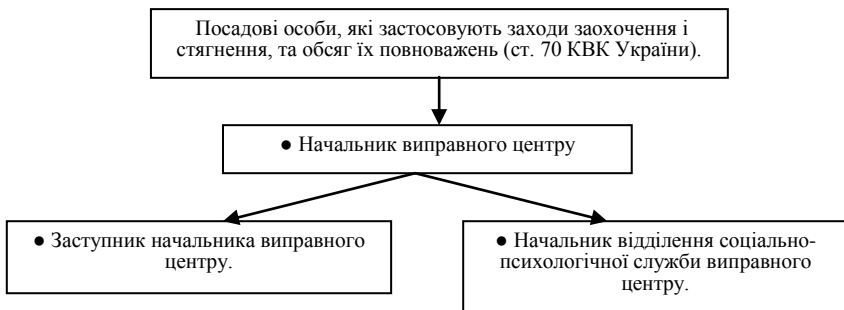 Посадові особи, які застосовують заходи заохочення і
стягнення, та обсяг їх повноважень (ст. 70 КВК України).
● Начальник виправного центру
● Заступник начальника виправного
центру.
● Начальник відділення соціально-
психологічної служби виправного
центру.